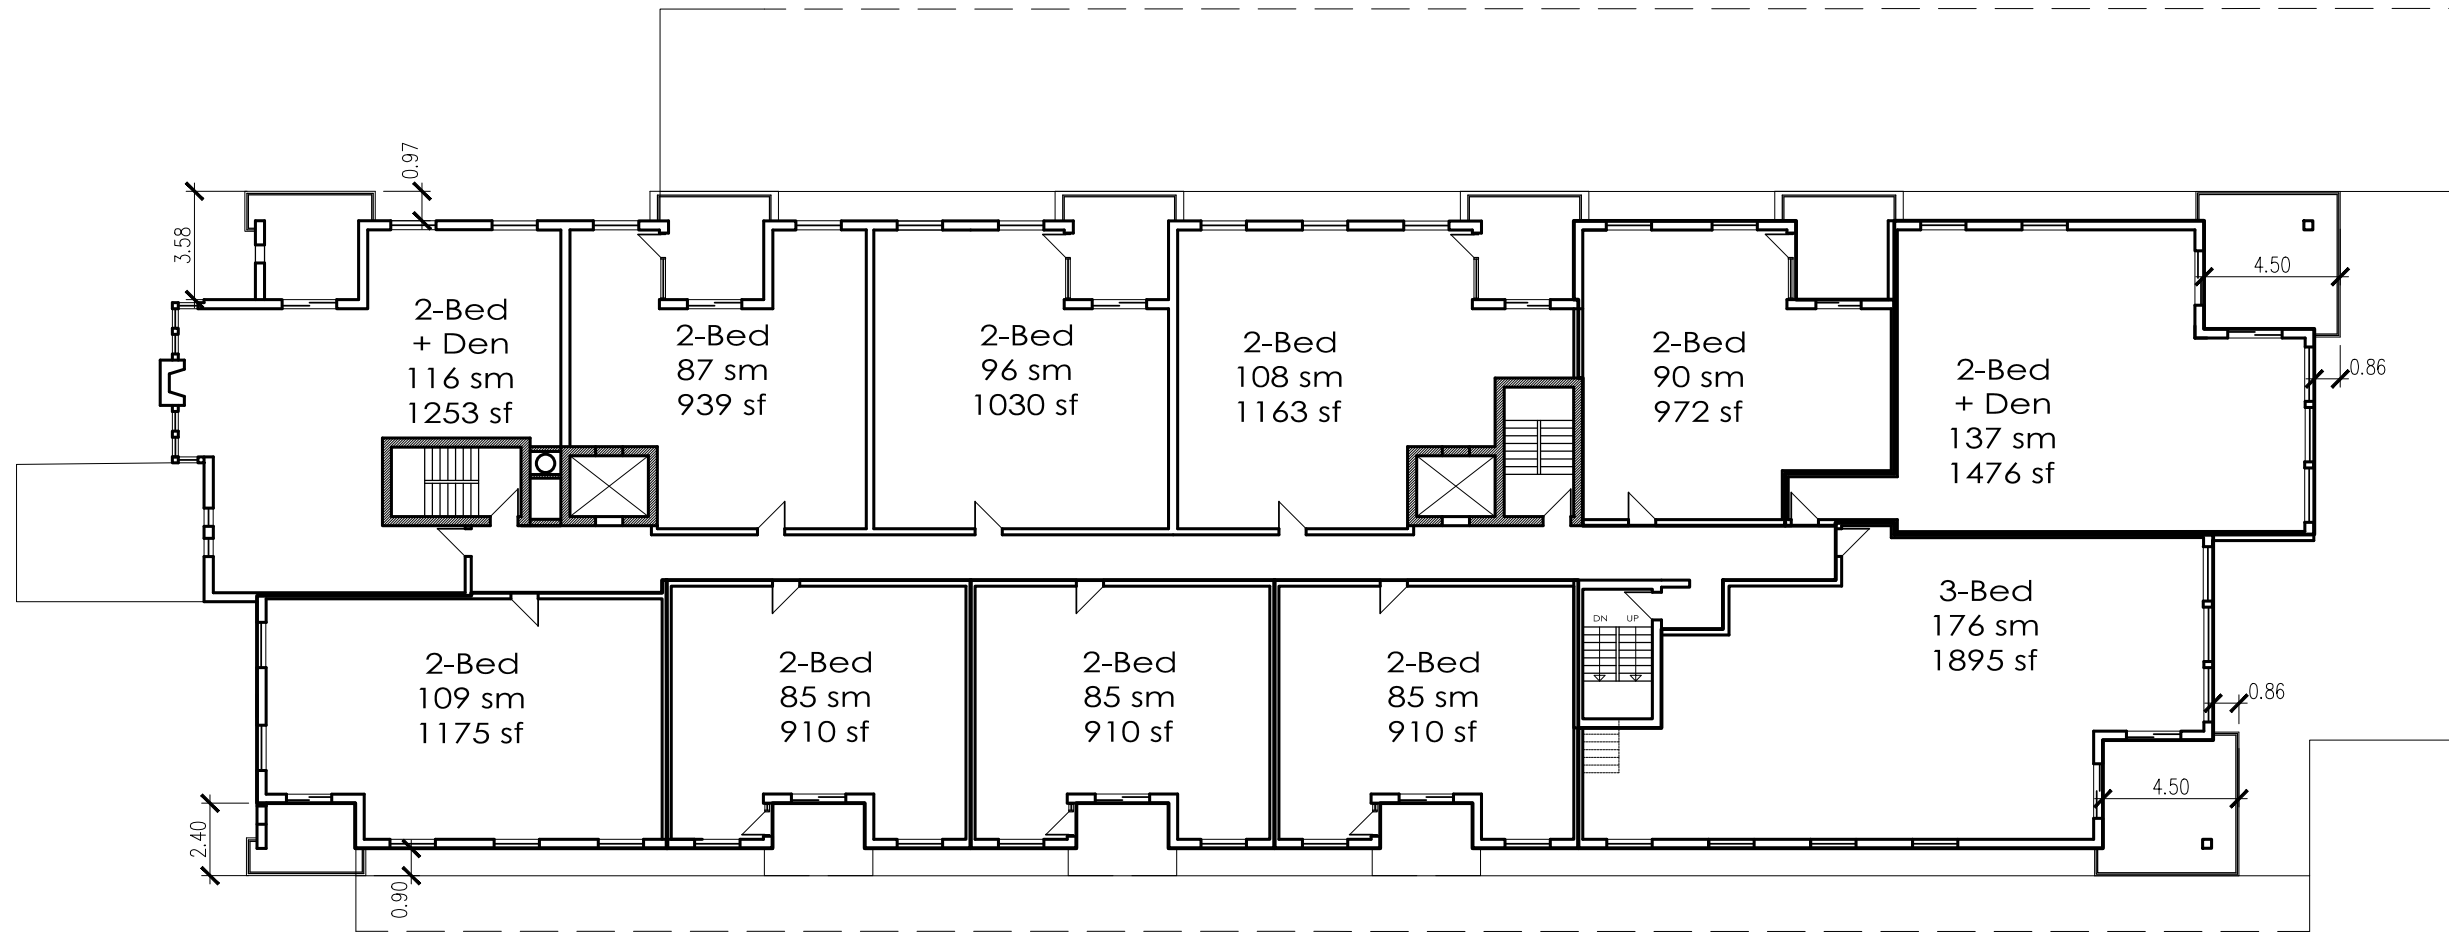 0.97
3.58
2-Bed
+ Den
116 sm
1253 sf
2-Bed
87 sm
939 sf
2-Bed
96 sm
1030 sf
2-Bed
108 sm
1163 sf
2-Bed
90 sm
972 sf
2-Bed
+ Den
137 sm
1476 sf
4.50
0.86
2-Bed
109 sm
1175 sf
2-Bed
85 sm
910 sf
2-Bed
85 sm
910 sf
2-Bed
85 sm
910 sf
DN UP
3-Bed
176 sm
1895 sf
0.86
4.50
2.40
0.90